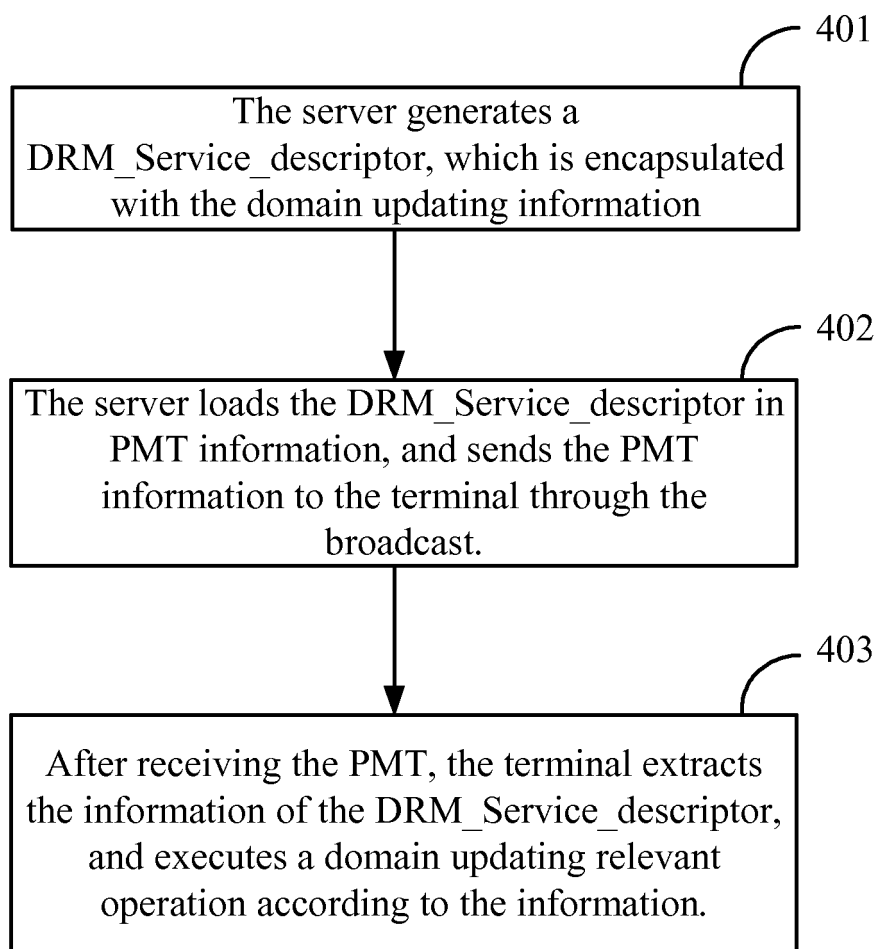 401
The server generates a
DRM_Service_descriptor, which is encapsulated
with the domain updating information
402
The server loads the DRM_Service_descriptor in
PMT information, and sends the PMT
information to the terminal through the
broadcast.
403
After receiving the PMT, the terminal extracts
the information of the DRM_Service_descriptor,
and executes a domain updating relevant
operation according to the information.